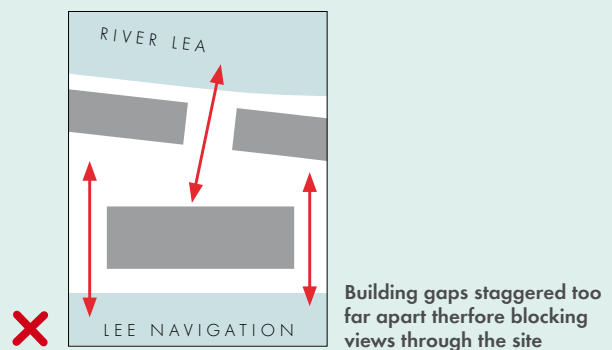 RIVER LEA
LEE NAVIGATION
Building gaps staggered too
far apart therfore blocking
views through the site